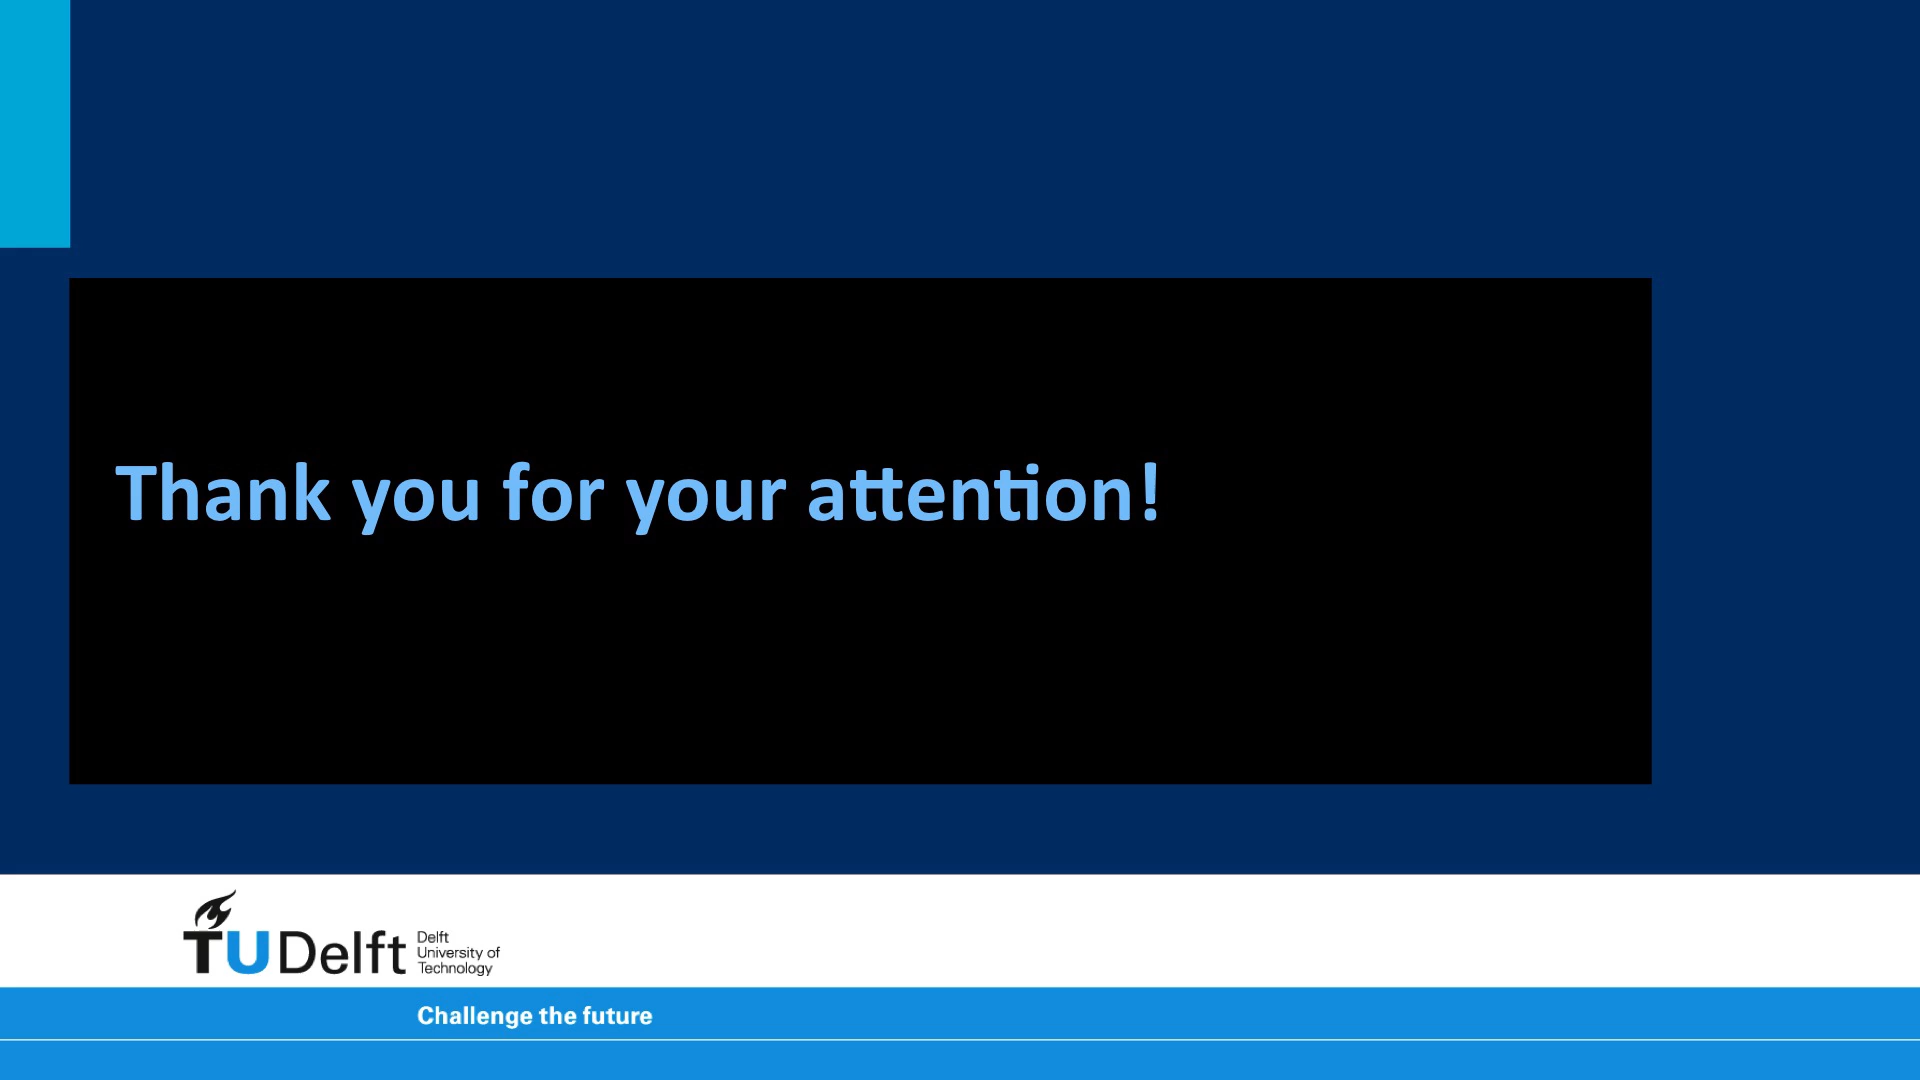 Thank you for your attention!
TUDelft
Delft
University of
Technology
Challenge the future